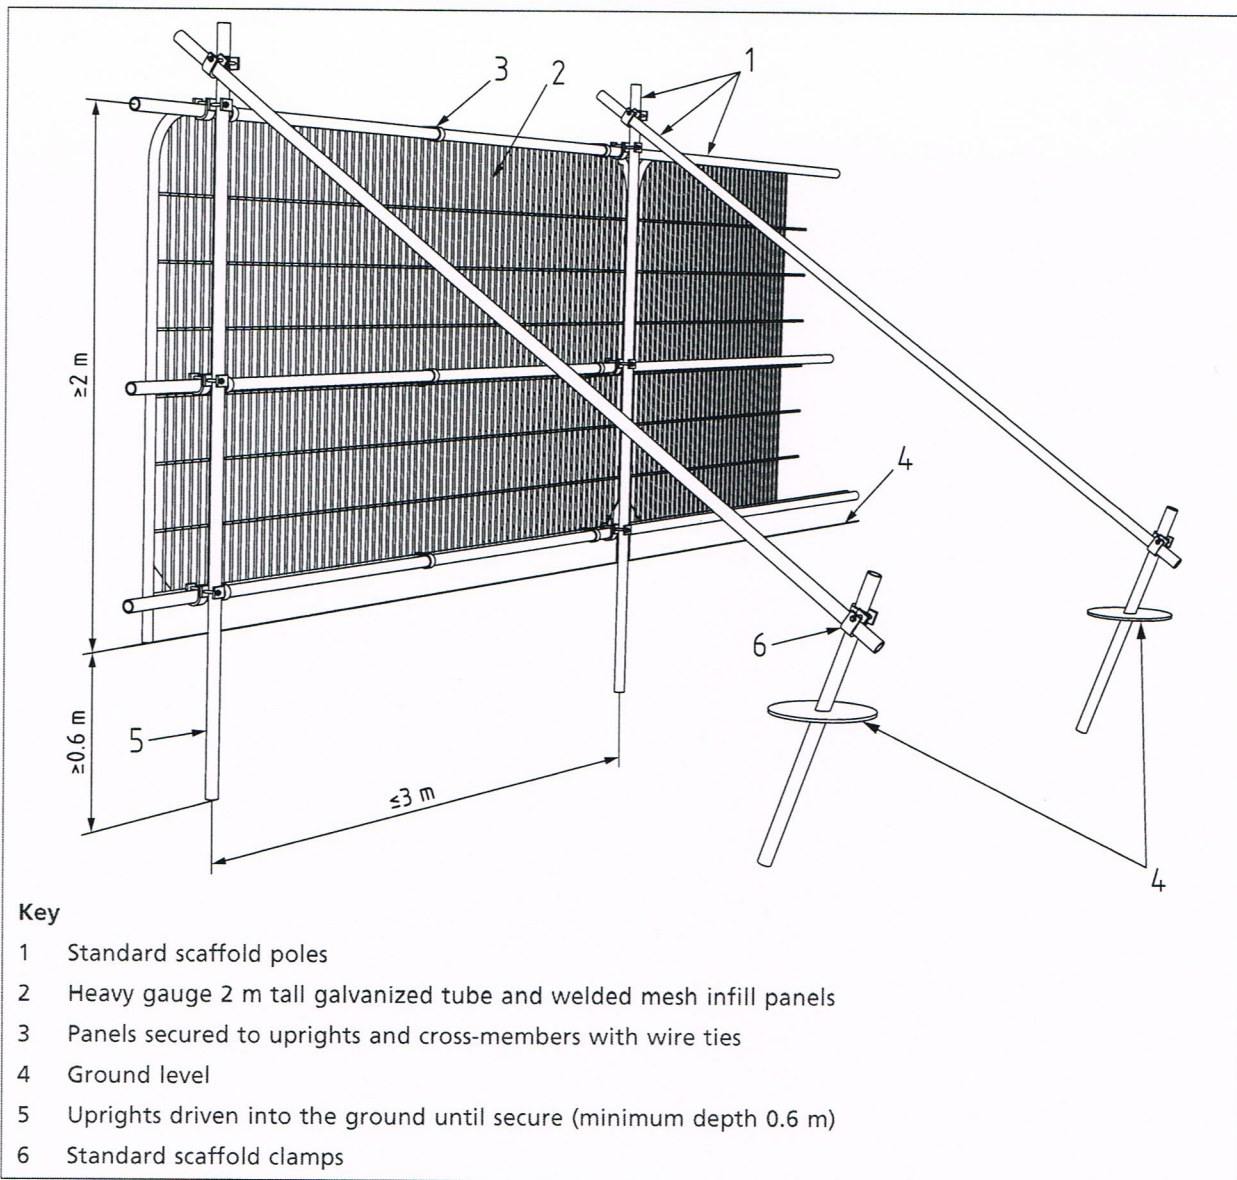 3
2
1
≥2 m
4
6
≥0.6 m
5
≤3 m
4
Key
1 Standard scaffold poles
2 Heavy gauge 2 m tall galvanized tube and welded mesh infill panels
3 Panels secured to uprights and cross-members with wire ties
4 Ground level
5 Uprights driven into the ground until secure (minimum depth 0.6 m)
6 Standard scaffold clamps